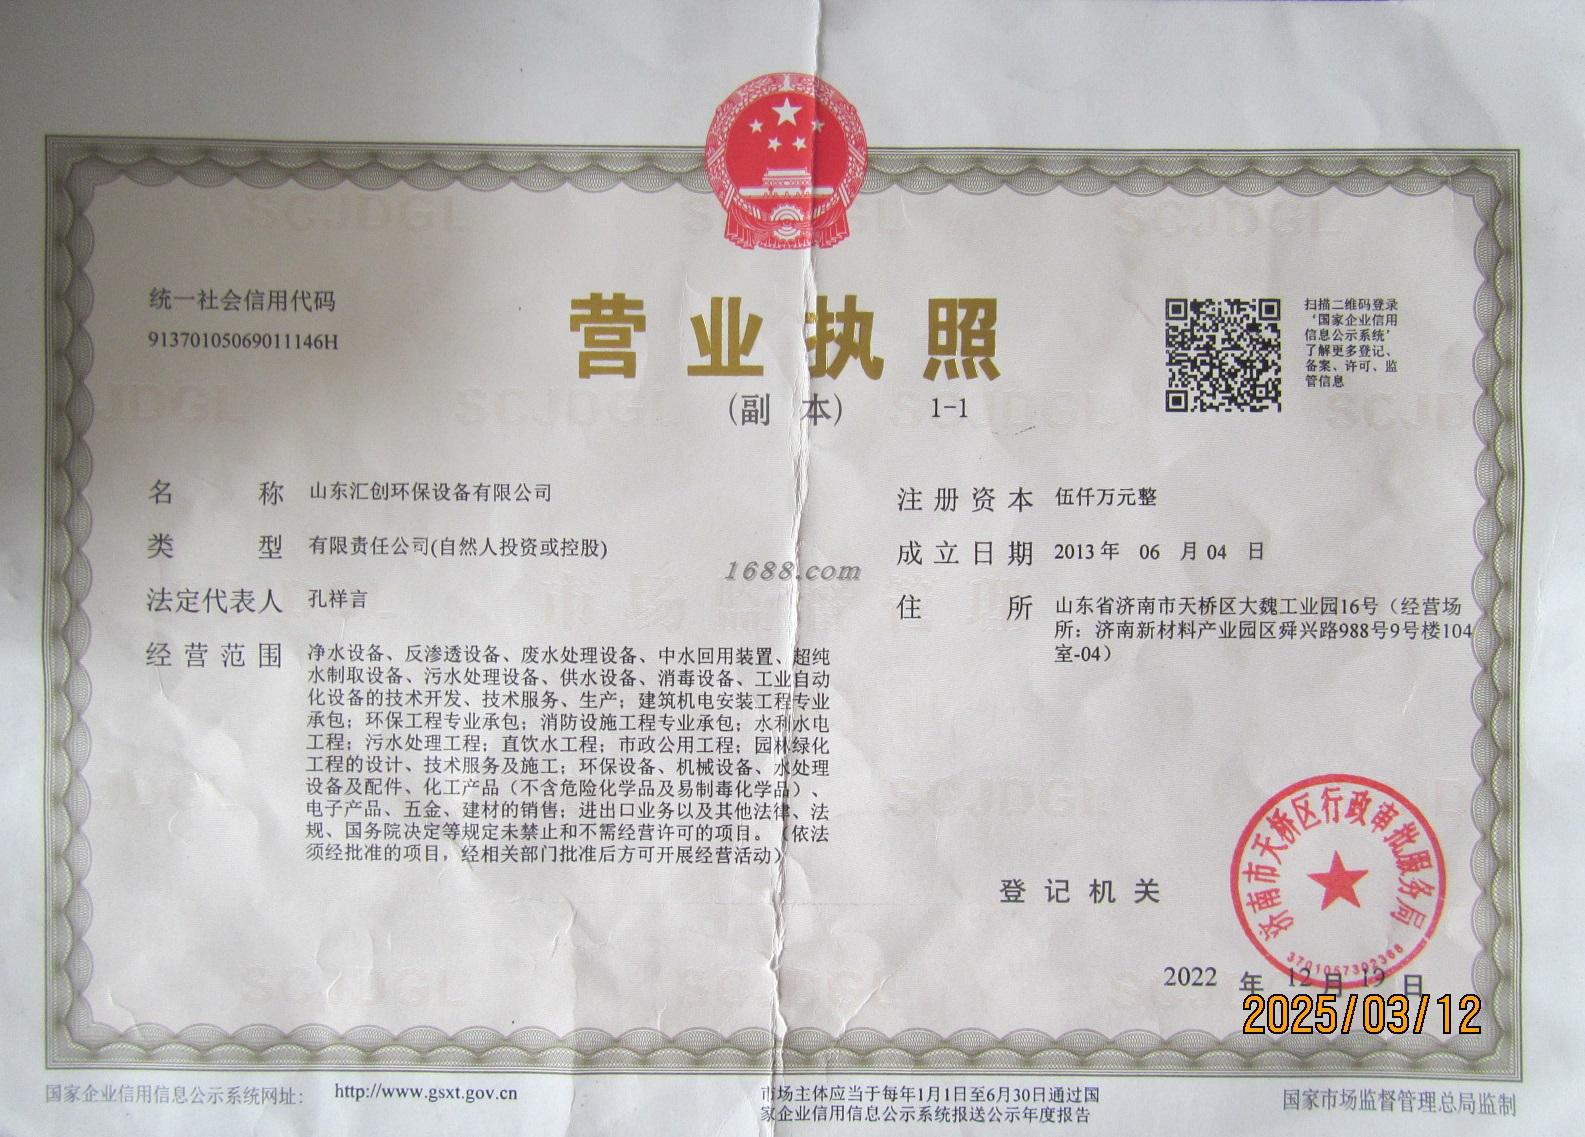 统一社会信用代码
91370105069011146H
营业执照
(副 本) 1-1
扫描二维码登录
‘国家企业信用
信息公示系统’
了解更多登记、
备案、许可、监
管信息
名 称 山东汇创环保设备有限公司
类 型 有限责任公司(自然人投资或控股)
法定代表人 孔祥言
经营范围 净水设备、反渗透设备、废水处理设备、中水回用装置、超纯
水制取设备、污水处理设备、供水设备、消毒设备、工业自动
化设备的技术开发、技术服务、生产；建筑机电安装工程专业
承包；环保工程专业承包；消防设施工程专业承包；水利水电
工程；污水处理工程；直饮水工程；市政公用工程；园林绿化
工程的设计、技术服务及施工；环保设备、机械设备、水处理
设备及配件、化工产品（不含危险化学品及易制毒化学品）、
电子产品、五金、建材的销售；进出口业务以及其他法律、法
规、国务院决定等规定未禁止和不需经营许可的项目。（依法
须经批准的项目，经相关部门批准后方可开展经营活动）
注册资本 伍仟万元整
成立日期 2013年 06 月04 日
住 所 山东省济南市天桥区大魏工业园16号（经营场
所：济南新材料产业园区舜兴路988号9号楼104
室-04）
1688.com
登记机关
济南市天桥区行政审批服务局
3701057302368
2022 年 12月 19日
2025/03/12
国家企业信用信息公示系统网址： http://www.gsxt.gov.cn
市场主体应当于每年1月1日至6月30日通过国
家企业信用信息公示系统报送公示年度报告
国家市场监督管理总局监制
SCJDGL